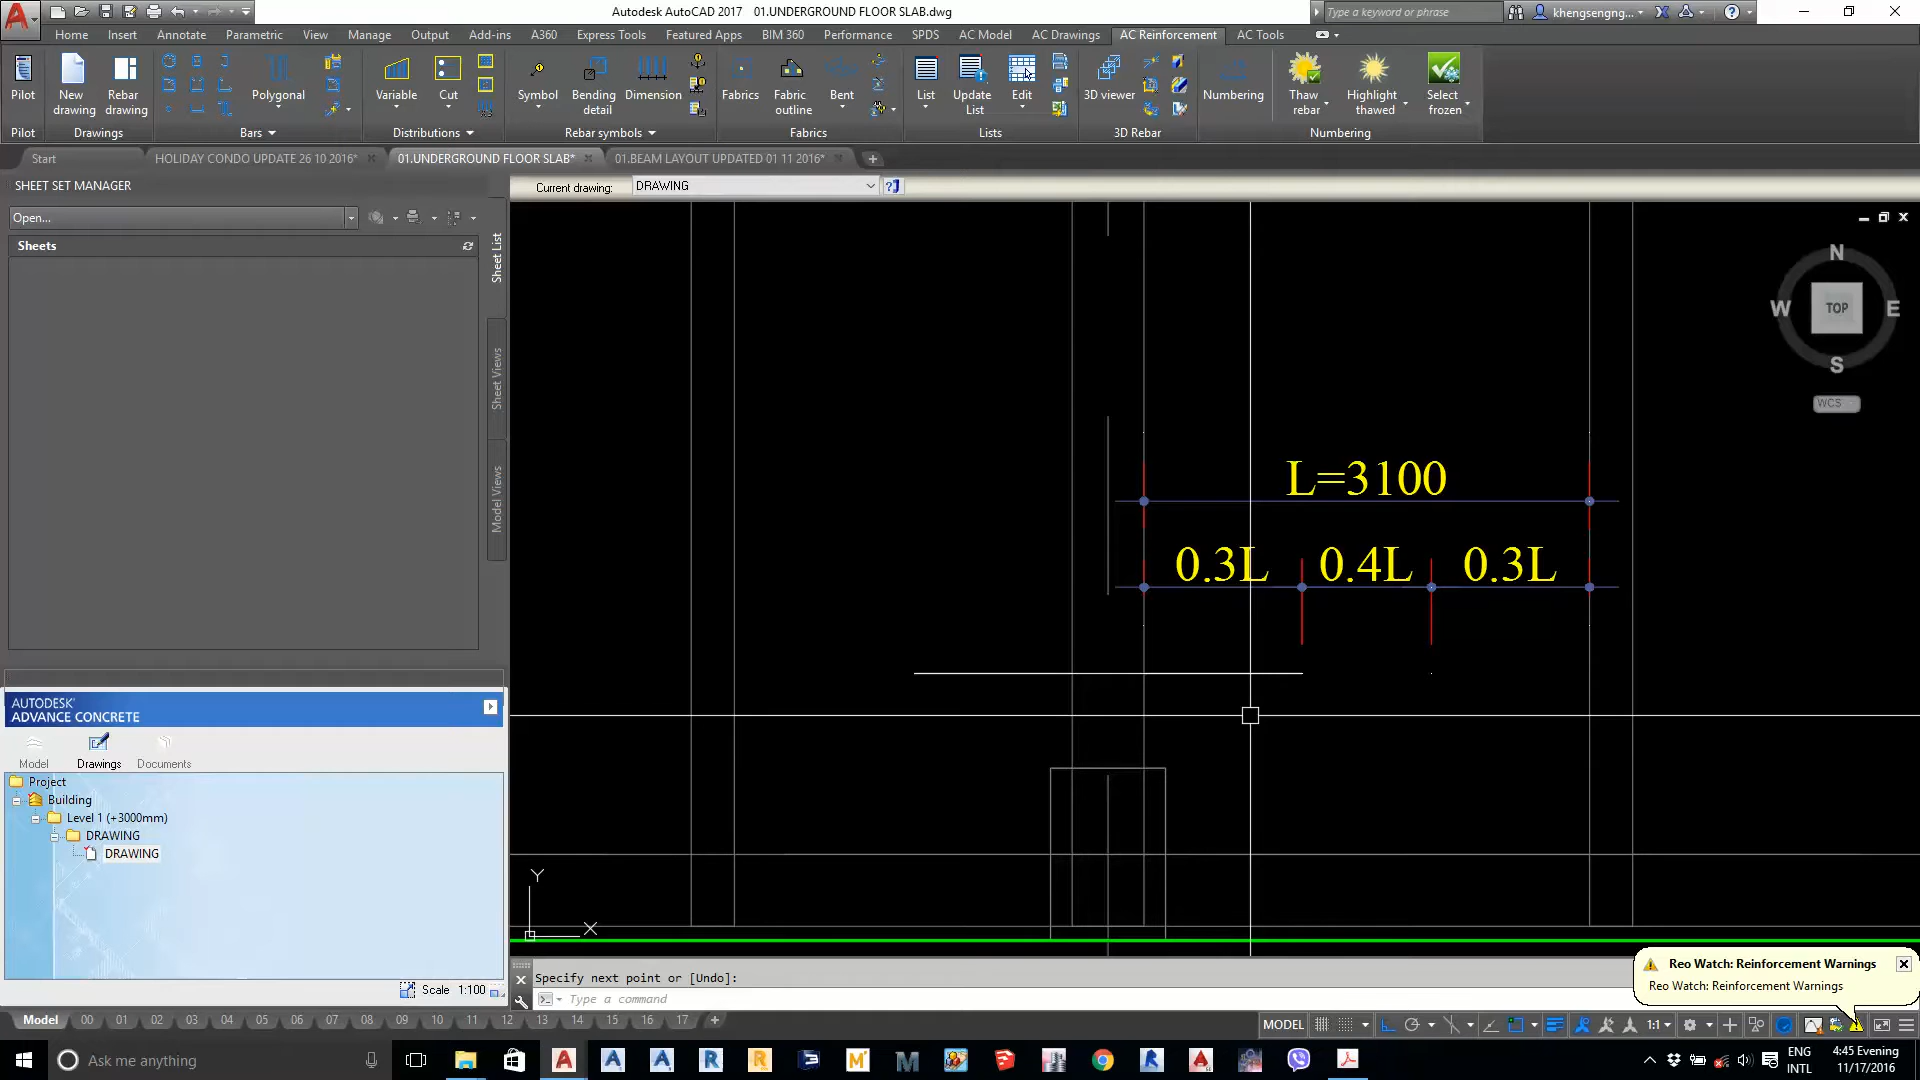 Autodesk AutoCAD 2017 01.UNDERGROUND FLOOR SLAB.dwg
Type a keyword or phrase
khengsengng...
Home Insert Annotate Parametric View Manage Output Add-ins A360 Express Tools Featured Apps BIM 360 Performance SPDS AC Model AC Drawings AC Reinforcement AC Tools
Pilot
New drawing
Rebar drawing
Polygonal
Variable
Cut
Symbol
Bending detail
Dimension
Fabrics
Fabric outline
Bent
List
Update List
Edit
3D viewer
Numbering
Thaw rebar
Highlight thawed
Select frozen
Pilot Drawings Bars Distributions Rebar symbols Fabrics Lists 3D Rebar Numbering
Start HOLIDAY CONDO UPDATE 26 10 2016* 01.UNDERGROUND FLOOR SLAB* 01.BEAM LAYOUT UPDATED 01 11 2016*
SHEET SET MANAGER
Current drawing: DRAWING
Open...
Sheets
Sheet List
Sheet Views
Model Views
N
W TOP E
S
WCS
L=3100
0.3L 0.4L 0.3L
Y
X
AUTODESK'
ADVANCE CONCRETE
Model Drawings Documents
Project
Building
Level 1 (+3000mm)
DRAWING
DRAWING
Scale 1:100
Specify next point or [Undo]:
Type a command
Reo Watch: Reinforcement Warnings
Reo Watch: Reinforcement Warnings
Model 00 01 02 03 04 05 06 07 08 09 10 11 12 13 14 15 16 17
MODEL
1:1
Ask me anything
ENG
INTL
4:45 Evening
11/17/2016